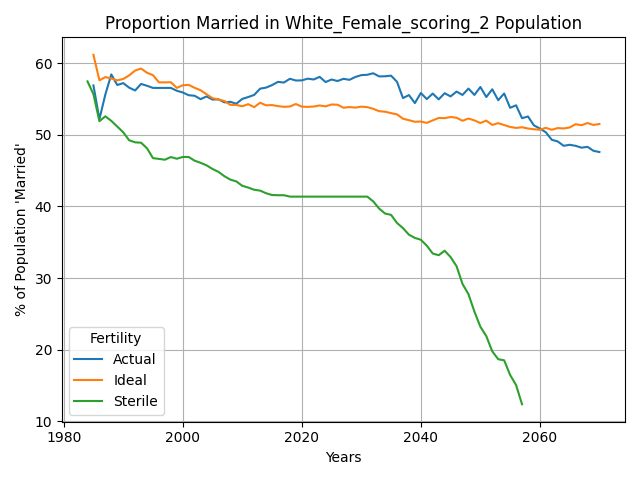 Proportion Married in White_Female_scoring_2 Population
% of Population 'Married'
60
50
40
30
20
10
Fertility
Actual
Ideal
Sterile
1980 2000 2020 2040 2060
Years